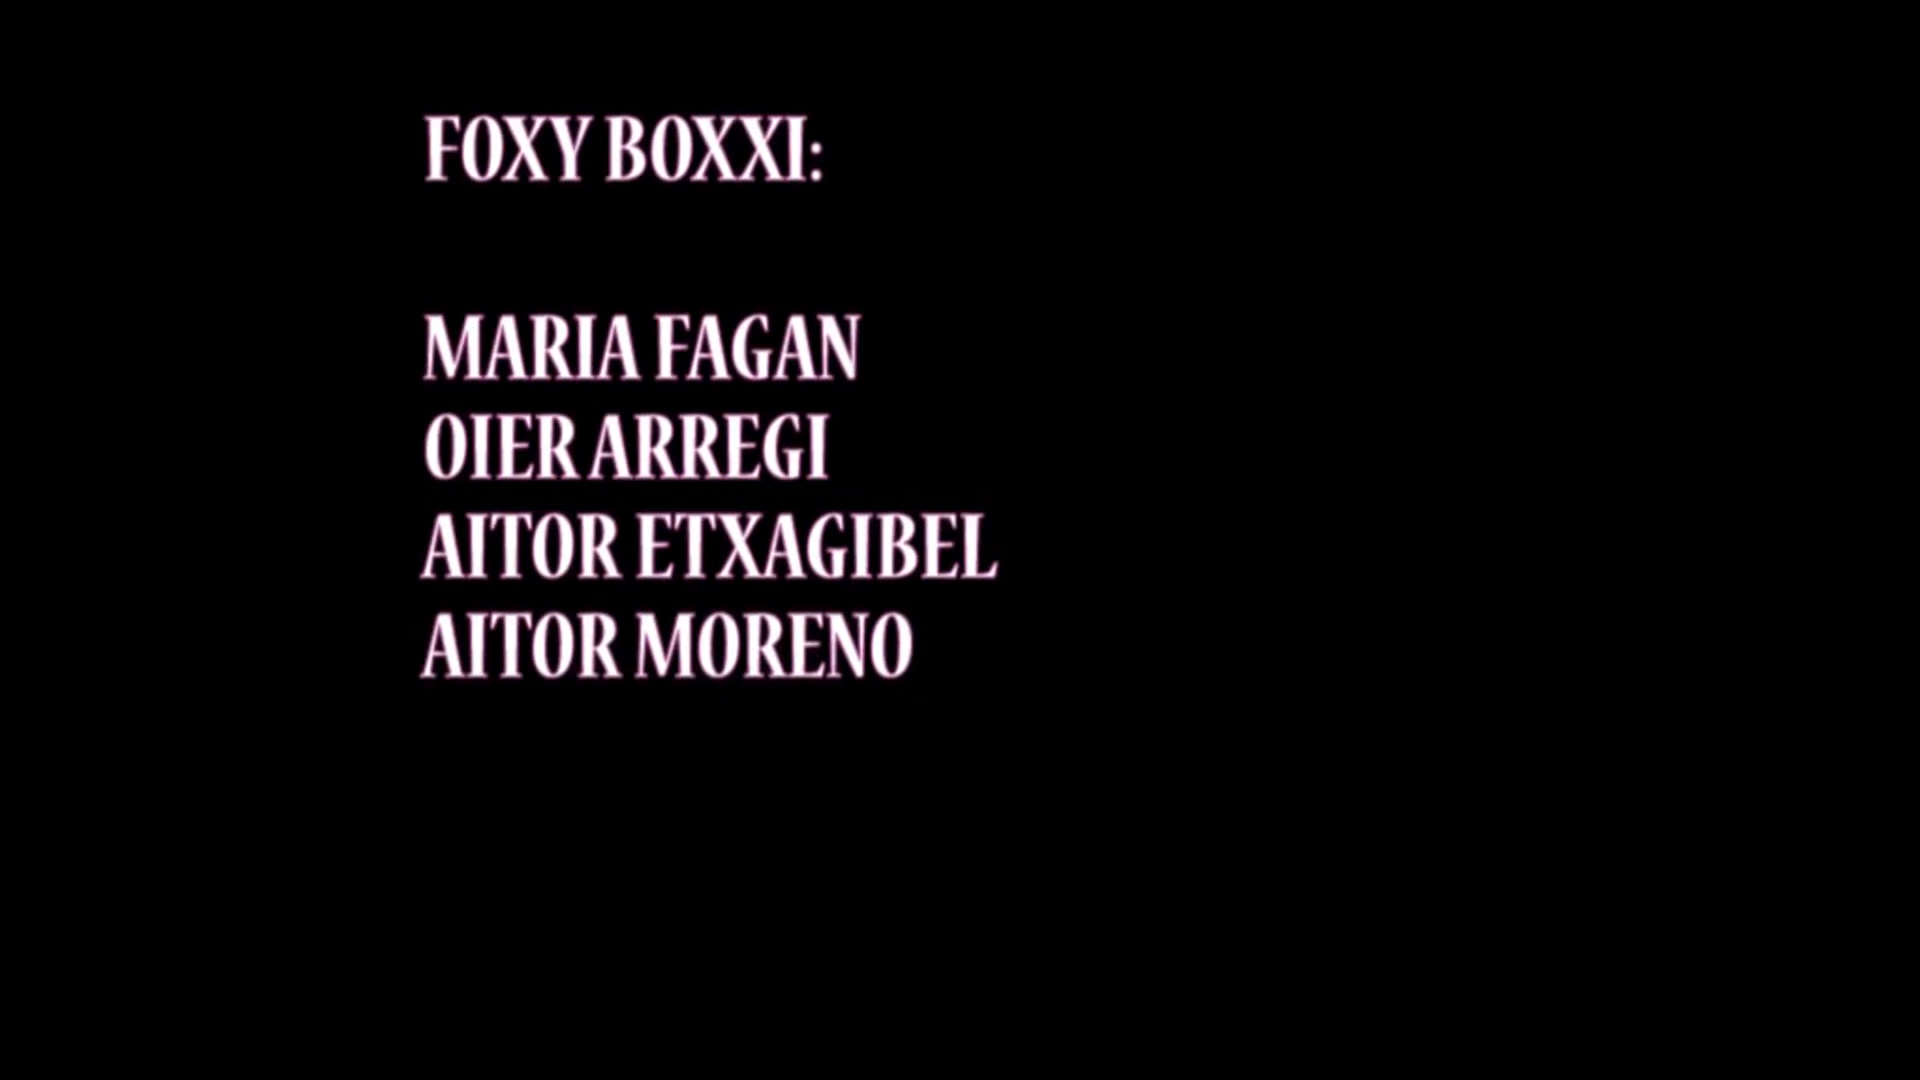 FOXY BOXXI:
MARIA FAGAN
OIER ARREGI
AITOR ETXAGIBEL
AITOR MORENO